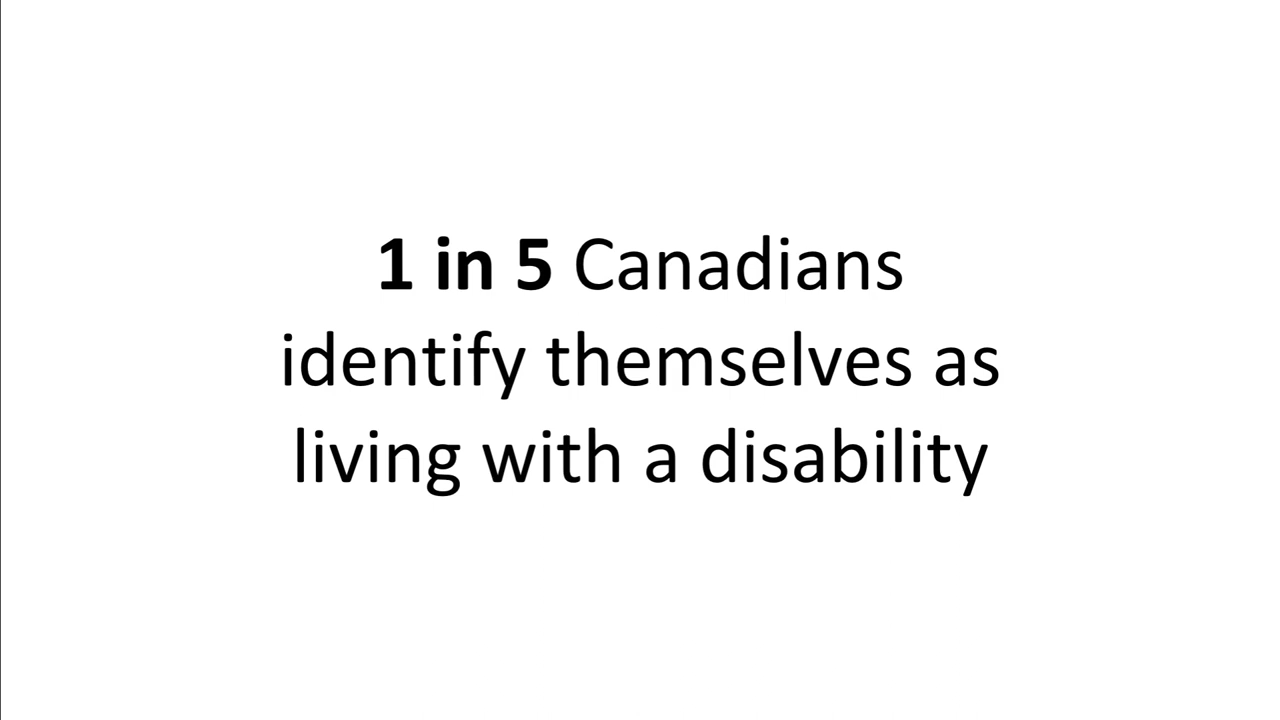 1 in 5 Canadians
identify themselves as
living with a disability